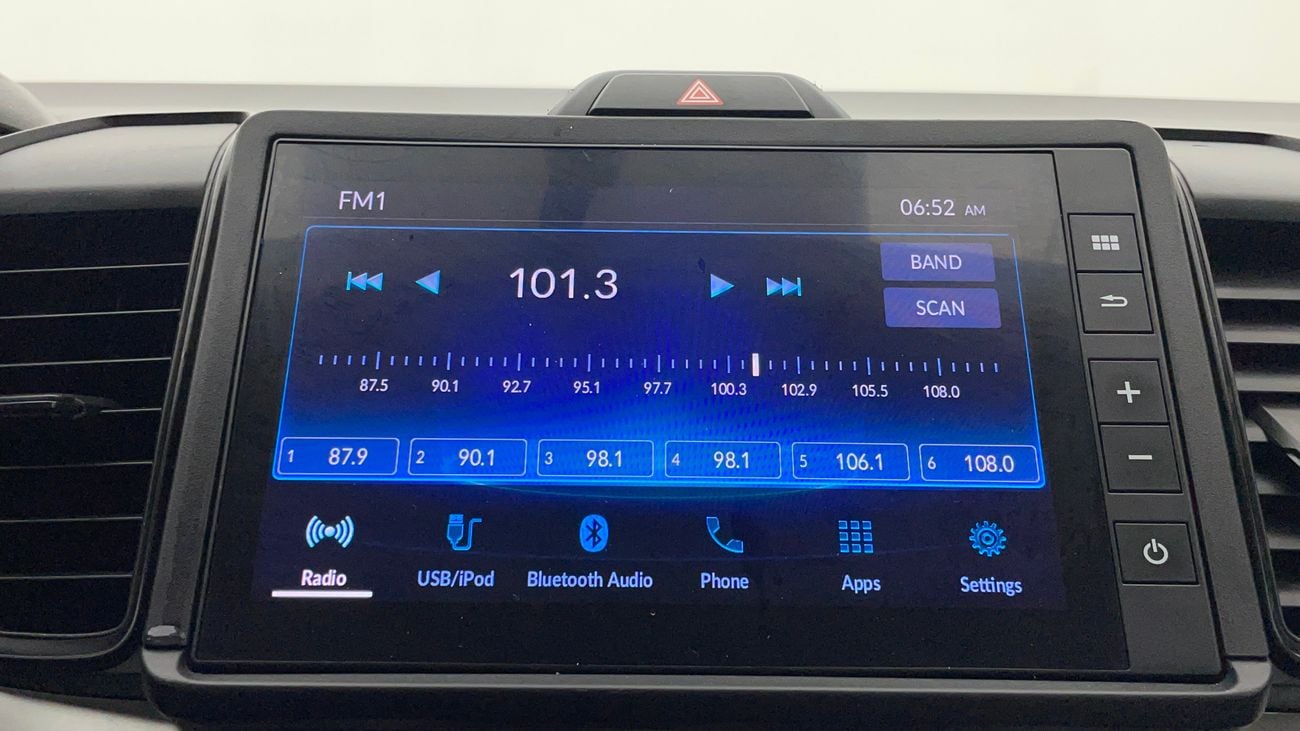 FM1 06:52 AM
101.3 BAND
SCAN
87.5 90.1 92.7 95.1 97.7 100.3 102.9 105.5 108.0
1 87.9 2 90.1 3 98.1 4 98.1 5 106.1 6 108.0
Radio USB/iPod Bluetooth Audio Phone Apps Settings